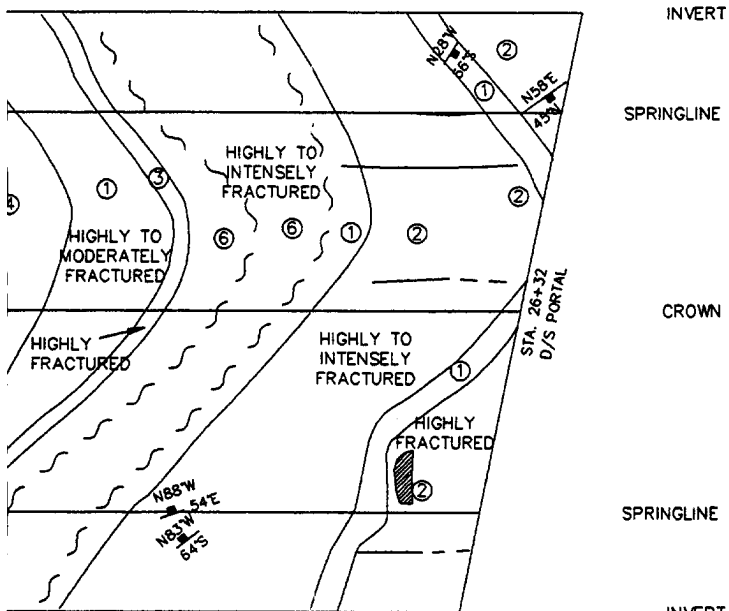 INVERT
②
N28°W
66°S
①
N58°E
45°N
SPRINGLINE
HIGHLY TO
INTENSELY
FRACTURED
③
①
②
④
⑥
⑥
①
②
HIGHLY TO
MODERATELY
FRACTURED
STA. 26+32
D/S PORTAL
CROWN
HIGHLY
FRACTURED
HIGHLY TO
INTENSELY
FRACTURED
①
HIGHLY
FRACTURED
②
N88°W
54°E
N83°W
64°S
SPRINGLINE
INVERT